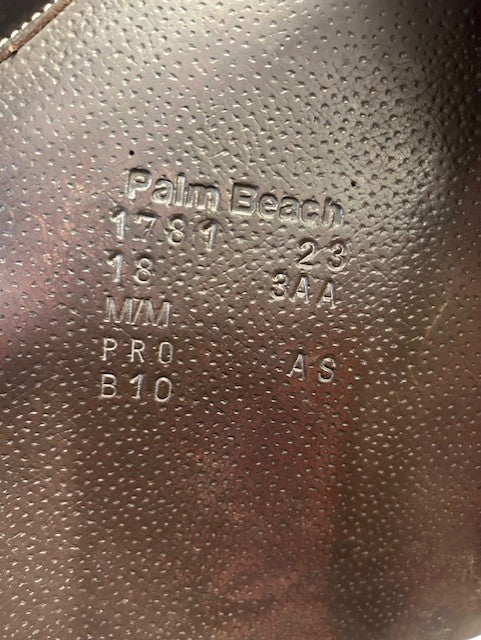 Palm Beach
1781 23
18 3AA
M/M
PRO AS
B10